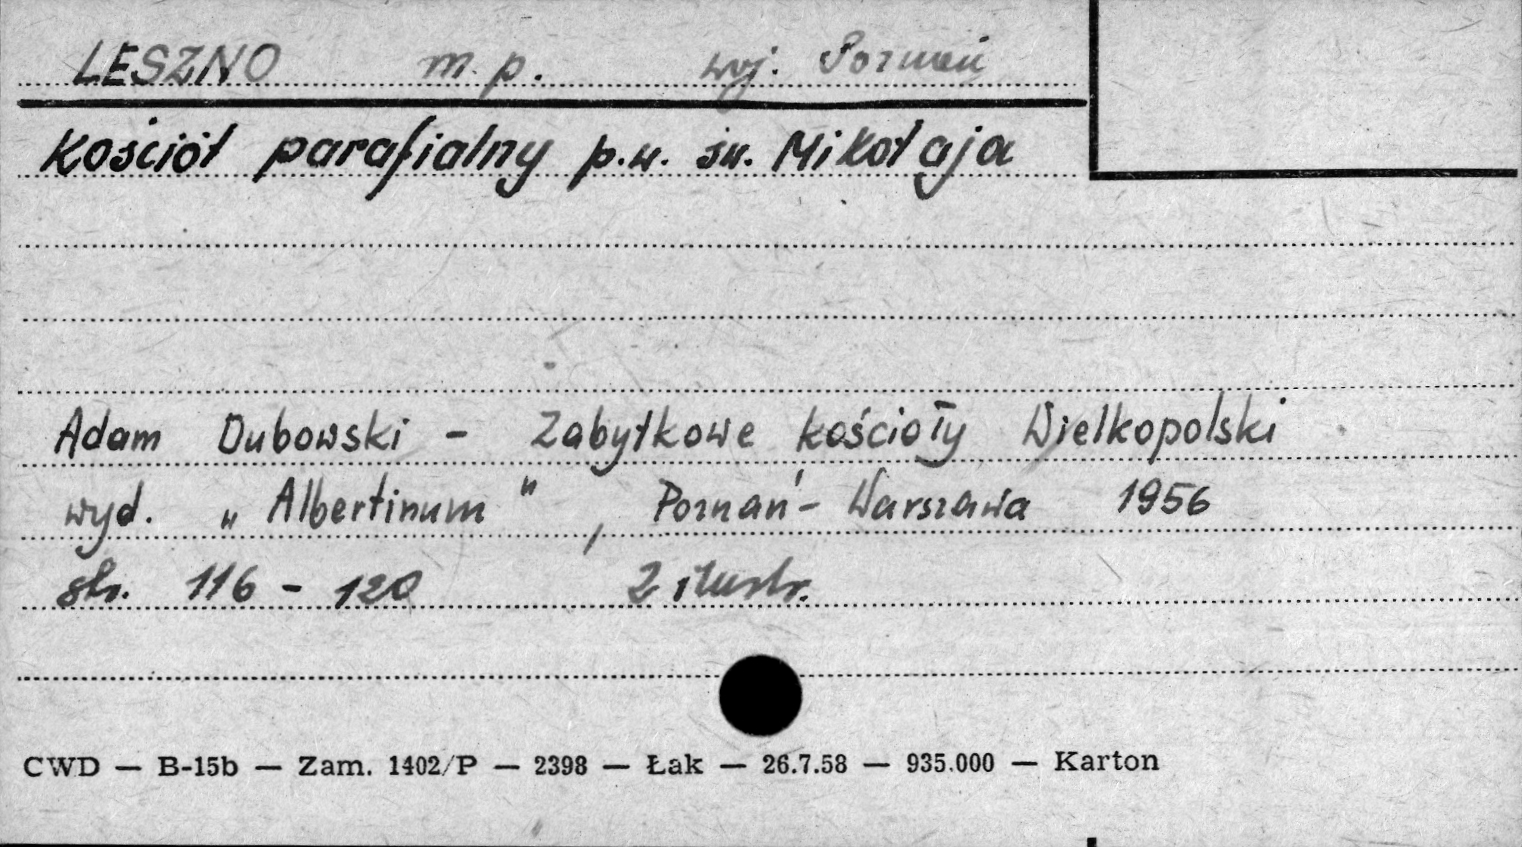 LESZNO m. p. woj. Poznań
Kościół parafialny p.w. św. Mikołaja
Adam Dubowski - Zabytkowe kościoły Wielkopolski
wyd. „Albertinum", Poznań - Warszawa 1956
str. 116 - 120 2 ilustr.
CWD — B-15b — Zam. 1402/P — 2398 — Łak — 26.7.58 — 935.000 — Karton